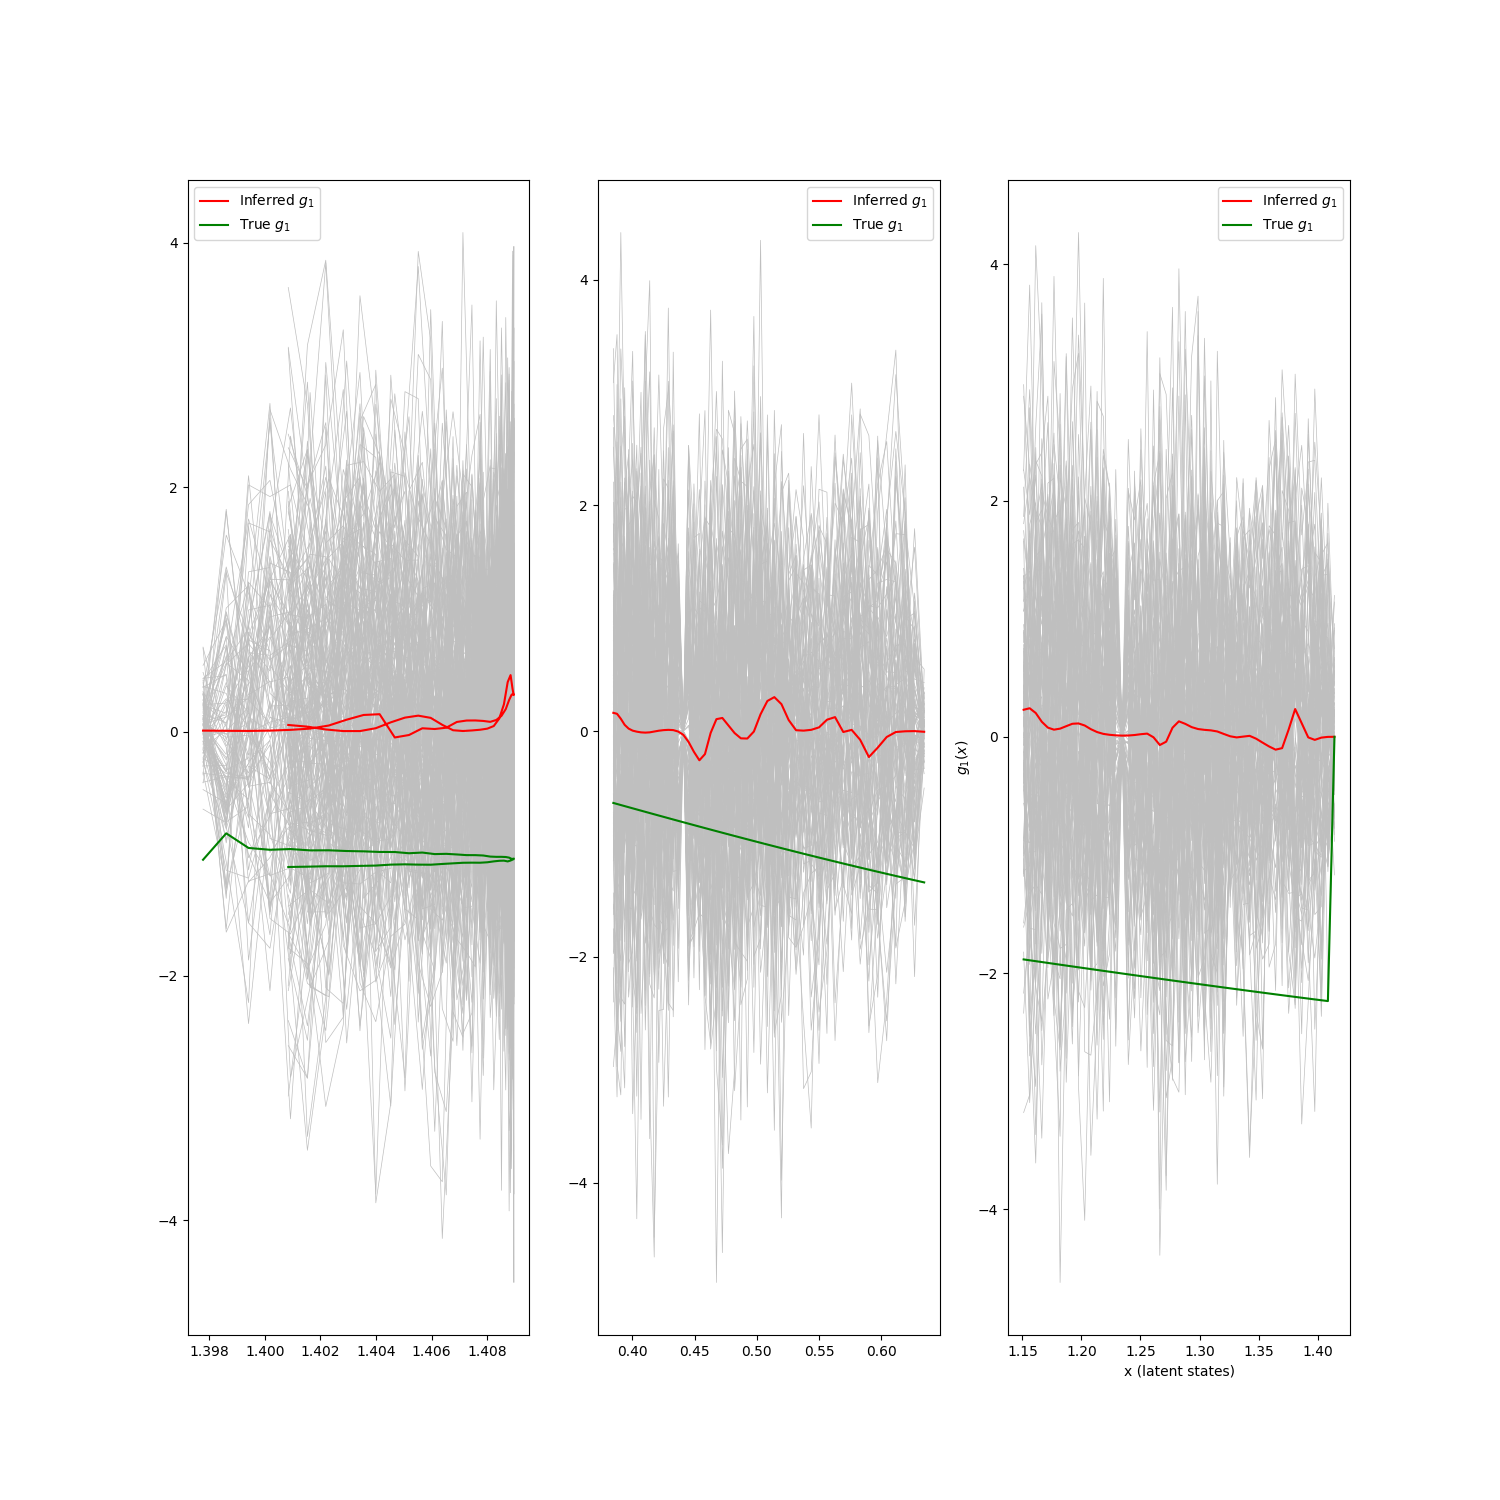 Inferred g₁
True g₁
4
2
0
−2
−4
1.398 1.400 1.402 1.404 1.406 1.408
Inferred g₁
True g₁
4
2
0
−2
−4
0.40 0.45 0.50 0.55 0.60
Inferred g₁
True g₁
4
2
0
−2
−4
g₁(x)
1.15 1.20 1.25 1.30 1.35 1.40
x (latent states)